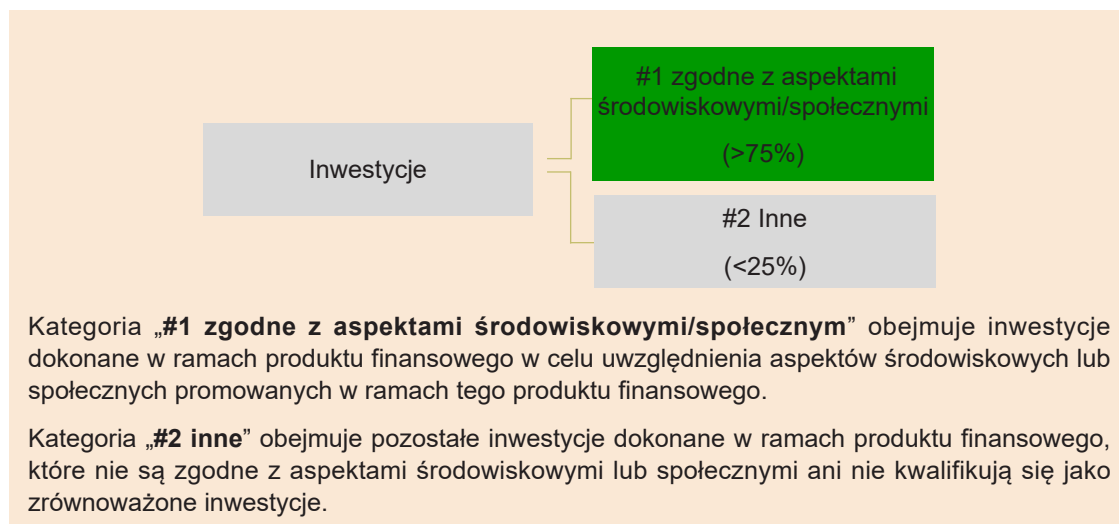 #1 zgodne z aspektami
środowiskowymi/społecznymi
(>75%)
Inwestycje
#2 Inne
(<25%)
Kategoria „#1 zgodne z aspektami środowiskowymi/społecznym” obejmuje inwestycje
dokonane w ramach produktu finansowego w celu uwzględnienia aspektów środowiskowych lub
społecznych promowanych w ramach tego produktu finansowego.
Kategoria „#2 inne” obejmuje pozostałe inwestycje dokonane w ramach produktu finansowego,
które nie są zgodne z aspektami środowiskowymi lub społecznymi ani nie kwalifikują się jako
zrównoważone inwestycje.